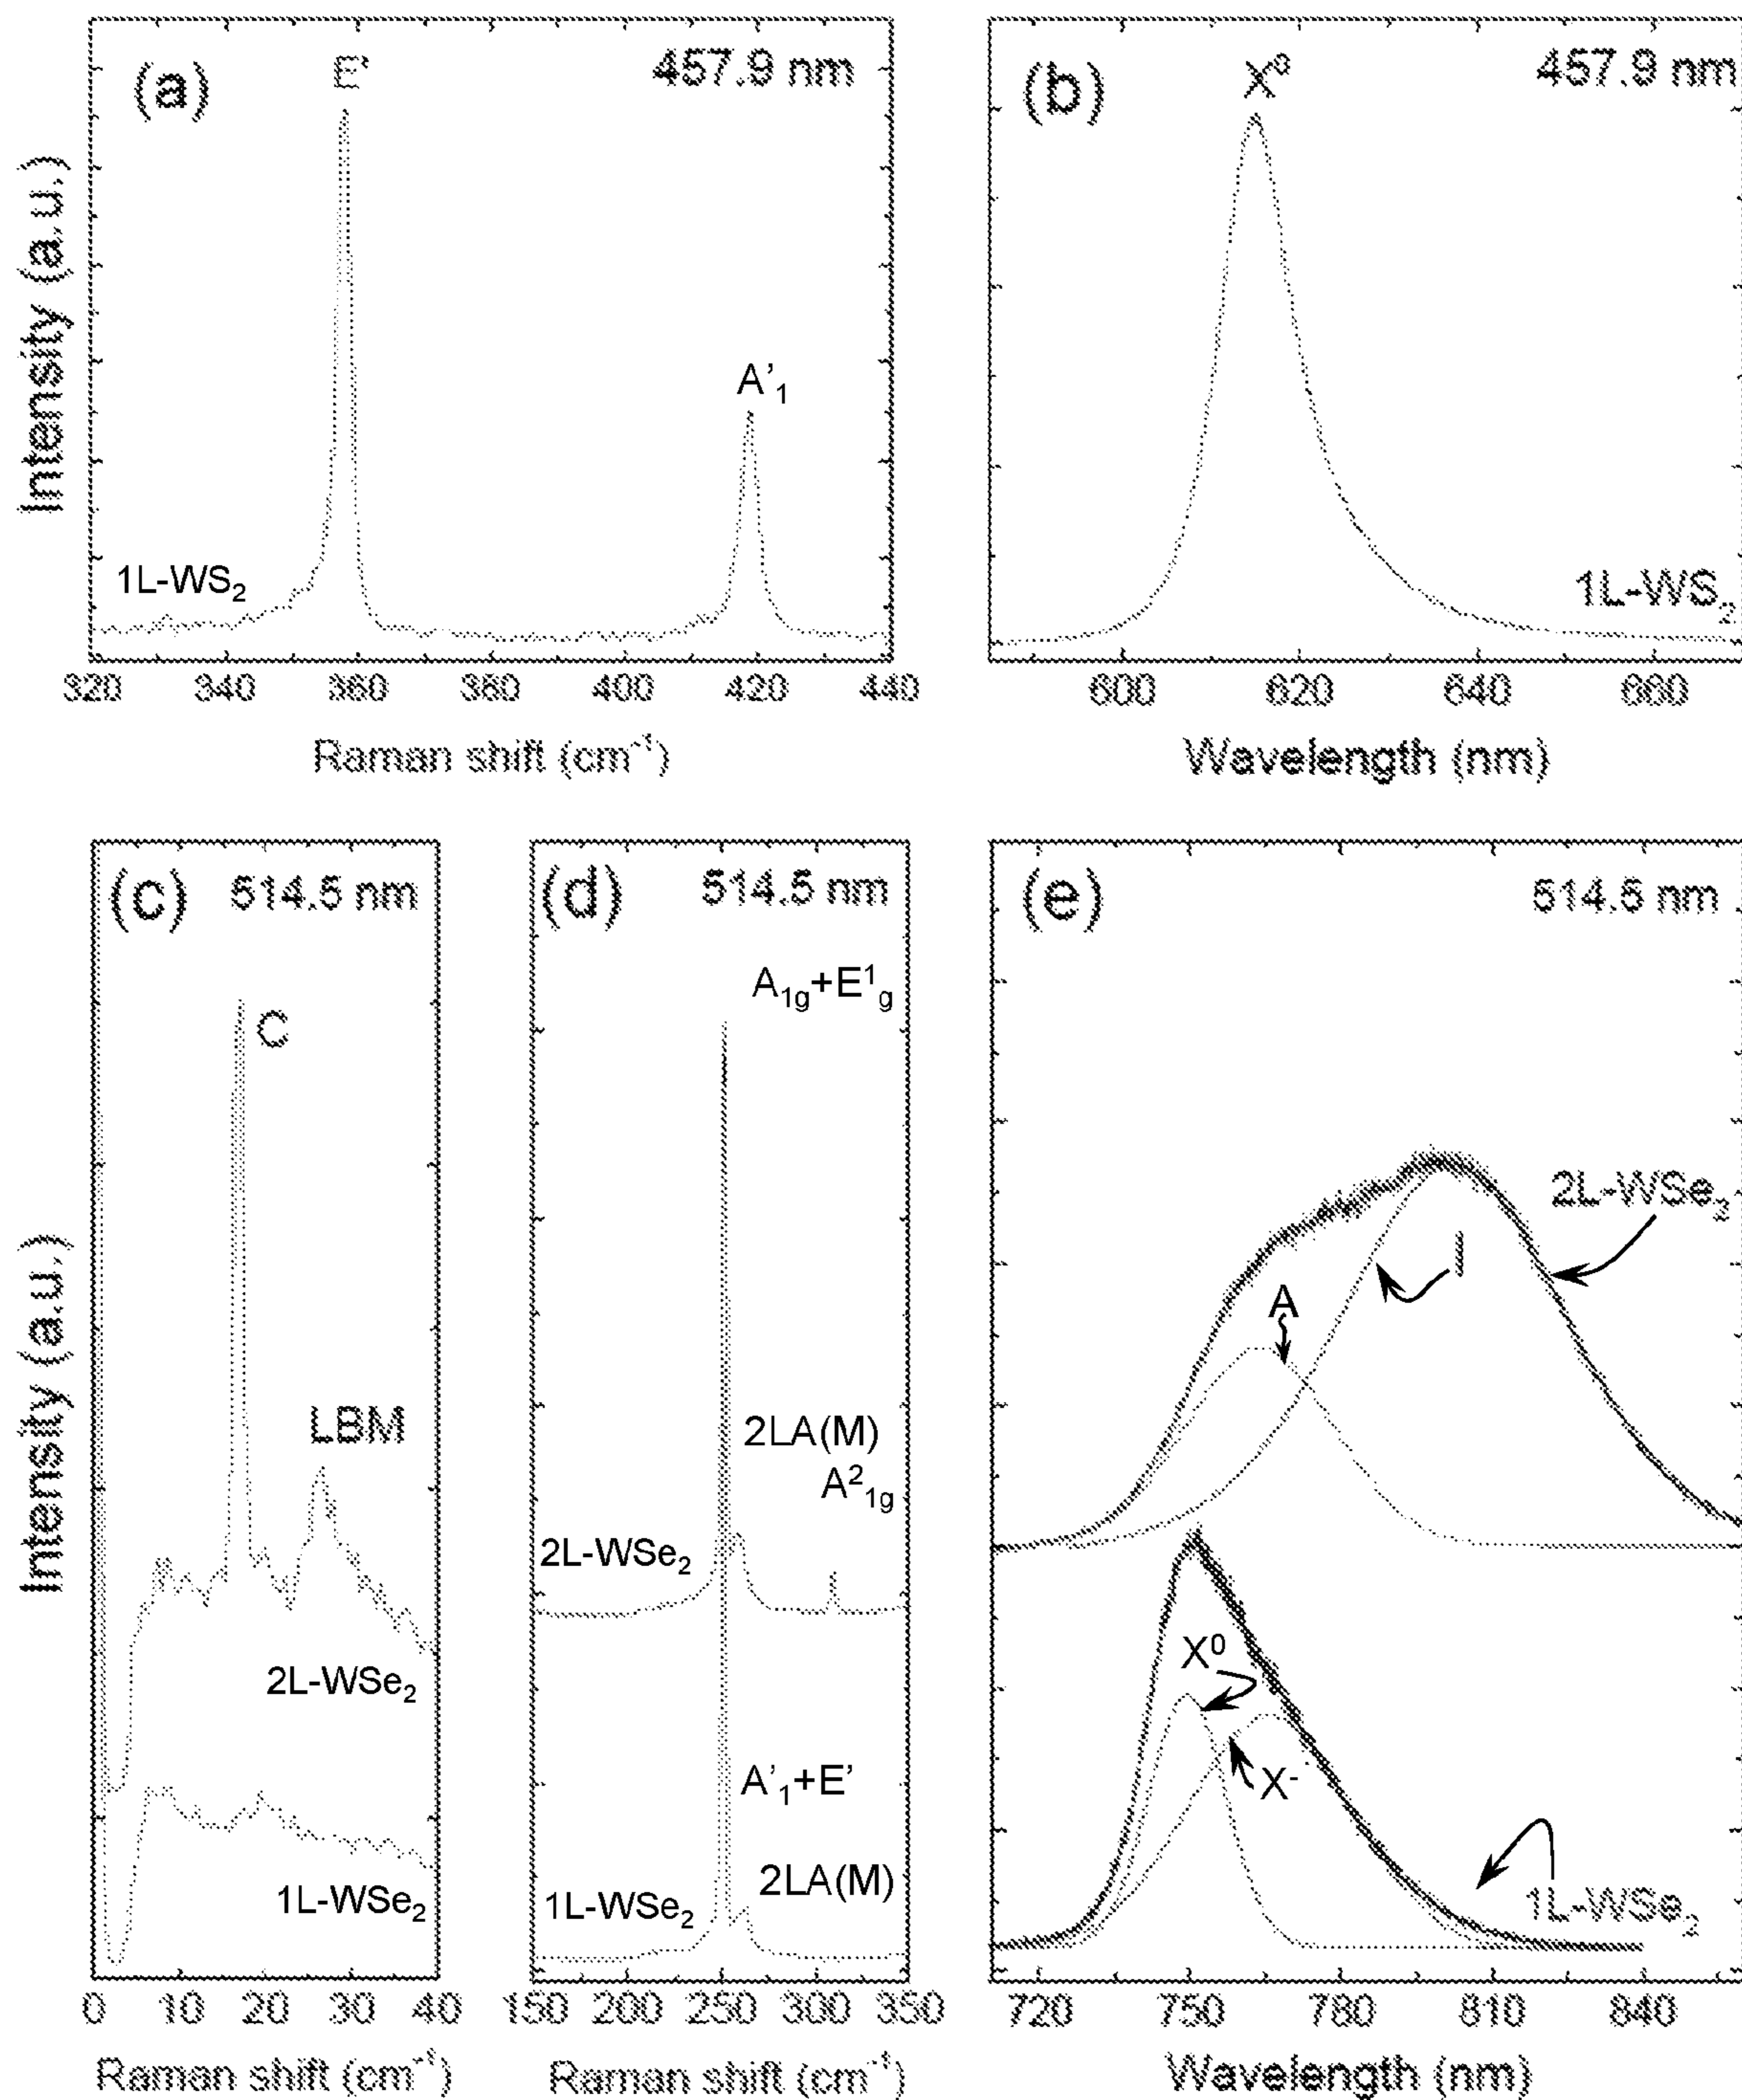 (a)
E'
457.9 nm
A'₁
1L-WS₂
Intensity (a.u.)
320 340 360 380 400 420 440
Raman shift (cm⁻¹)
(b)
X⁰
457.9 nm
1L-WS₂
600 620 640 660
Wavelength (nm)
(c)
514.5 nm
C
LBM
2L-WSe₂
1L-WSe₂
Intensity (a.u.)
0 10 20 30 40
Raman shift (cm⁻¹)
(d)
514.5 nm
A₁g+E¹g
2LA(M)
A²₁g
2L-WSe₂
A'₁+E'
2LA(M)
1L-WSe₂
150 200 250 300 350
Raman shift (cm⁻¹)
(e)
514.5 nm
2L-WSe₂
I
A
X⁰
X⁻
1L-WSe₂
720 750 780 810 840
Wavelength (nm)